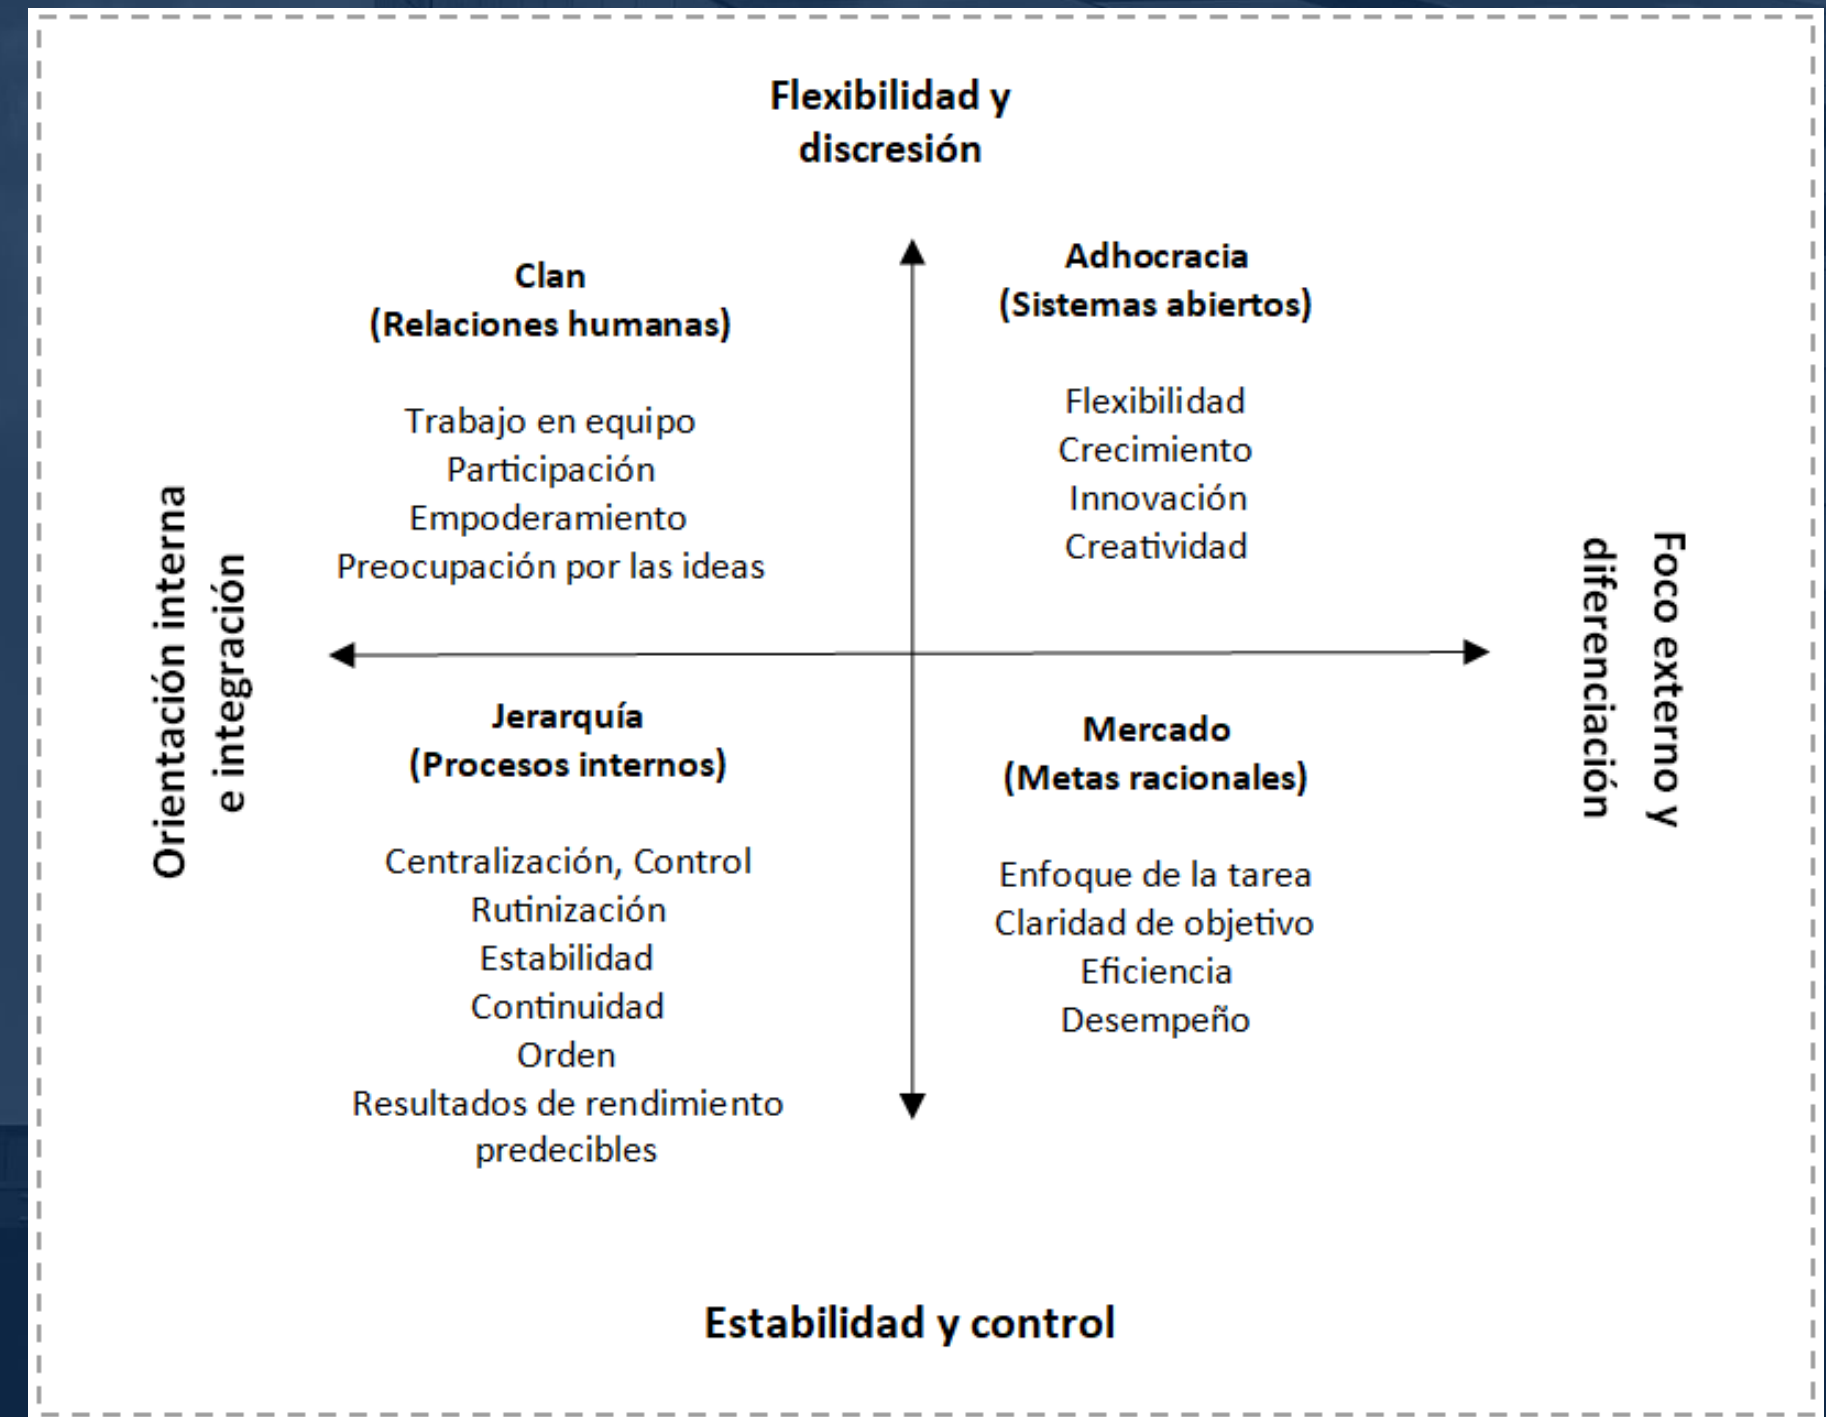 Flexibilidad y
discresión
Clan
(Relaciones humanas)
Trabajo en equipo
Participación
Empoderamiento
Preocupación por las ideas
Adhocracia
(Sistemas abiertos)
Flexibilidad
Crecimiento
Innovación
Creatividad
Orientación interna
e integración
Foco externo y
diferenciación
Jerarquía
(Procesos internos)
Centralización, Control
Rutinización
Estabilidad
Continuidad
Orden
Resultados de rendimiento
predecibles
Mercado
(Metas racionales)
Enfoque de la tarea
Claridad de objetivo
Eficiencia
Desempeño
Estabilidad y control